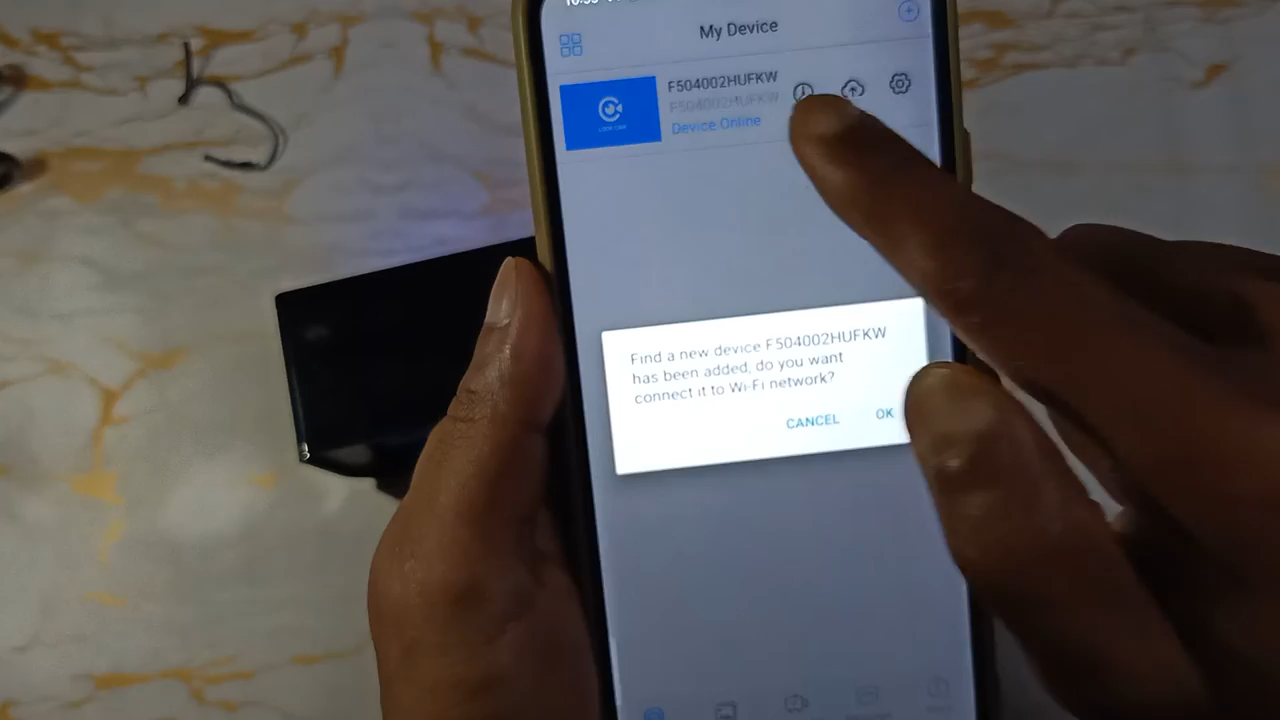 My Device
F504002HUFKW
F504002HUFKW
Device Online
Find a new device F504002HUFKW
has been added, do you want
connect it to Wi-Fi network?
CANCEL
OK